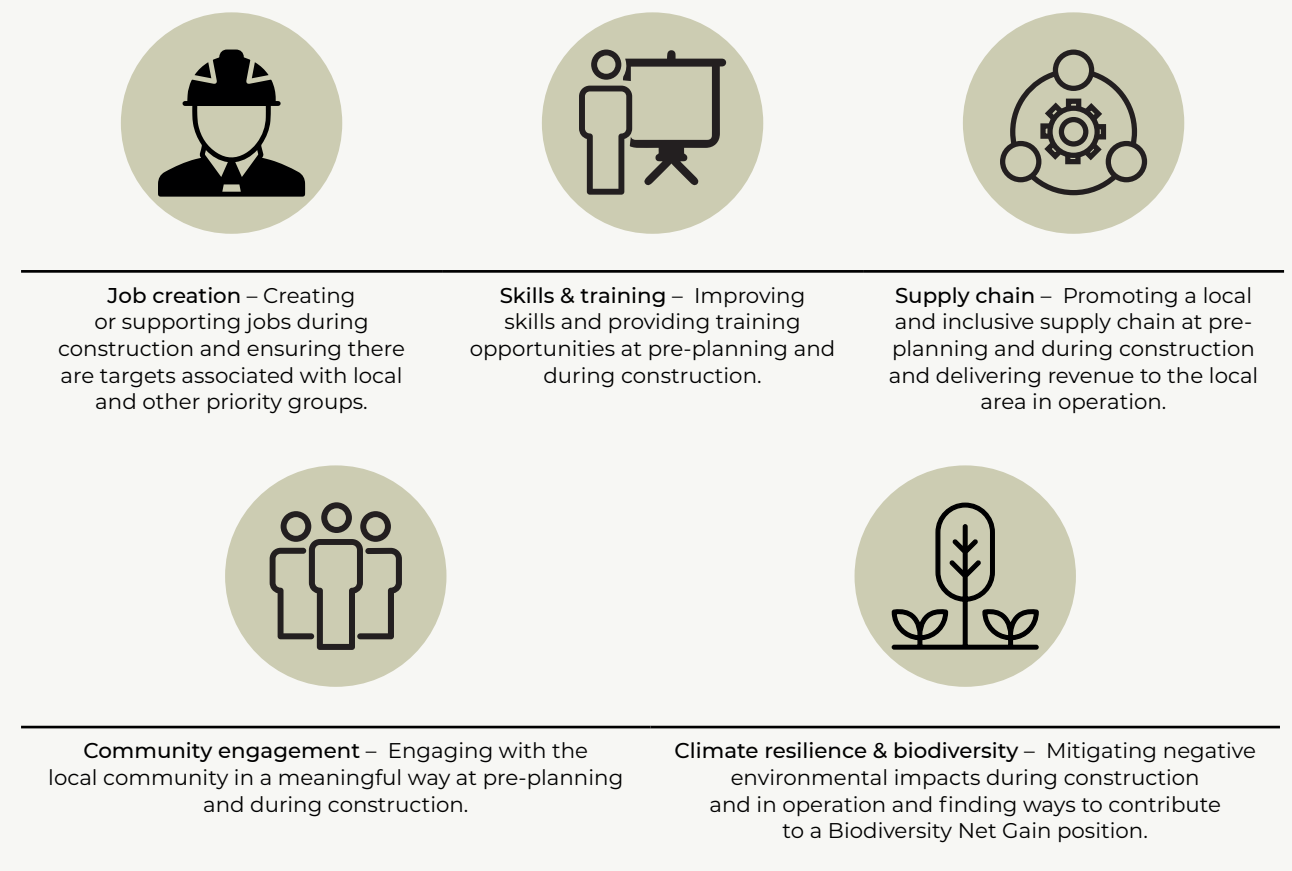 Job creation – Creating
or supporting jobs during
construction and ensuring there
are targets associated with local
and other priority groups.
Skills & training –  Improving
skills and providing training
opportunities at pre-planning and
during construction.
Supply chain –  Promoting a local
and inclusive supply chain at pre-
planning and during construction
and delivering revenue to the local
area in operation.
Community engagement –  Engaging with the
local community in a meaningful way at pre-planning
and during construction.
Climate resilience & biodiversity –  Mitigating negative
environmental impacts during construction
and in operation and finding ways to contribute
to a Biodiversity Net Gain position.